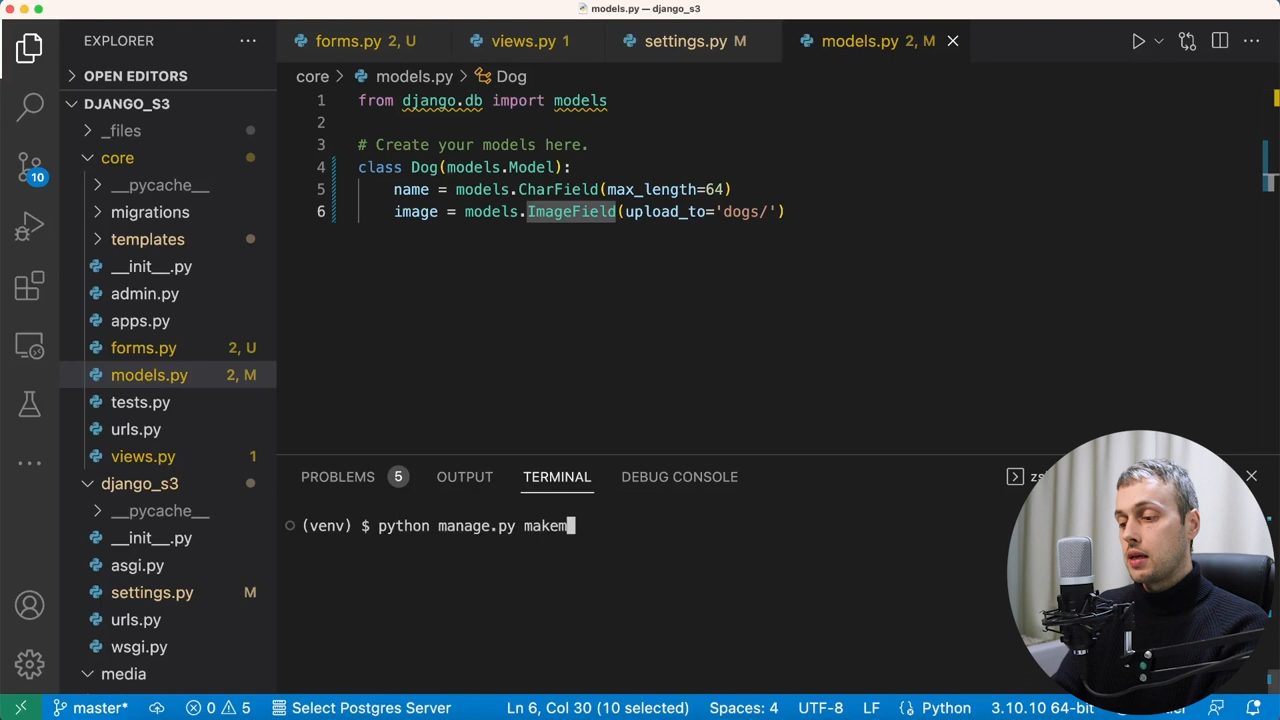 models.py — django_s3
EXPLORER
forms.py 2, U
views.py 1
settings.py M
models.py 2, M
OPEN EDITORS
core > models.py > Dog
DJANGO_S3
_files
core
__pycache__
migrations
templates
__init__.py
admin.py
apps.py
forms.py 2, U
models.py 2, M
tests.py
urls.py
views.py 1
django_s3
__pycache__
__init__.py
asgi.py
settings.py M
urls.py
wsgi.py
media
10
1 from django.db import models
2
3 # Create your models here.
4 class Dog(models.Model):
5 name = models.CharField(max_length=64)
6 image = models.ImageField(upload_to='dogs/')
PROBLEMS 5 OUTPUT TERMINAL DEBUG CONSOLE
(venv) $ python manage.py makem
master* 0 5 Select Postgres Server Ln 6, Col 30 (10 selected) Spaces: 4 UTF-8 LF Python 3.10.10 64-bit